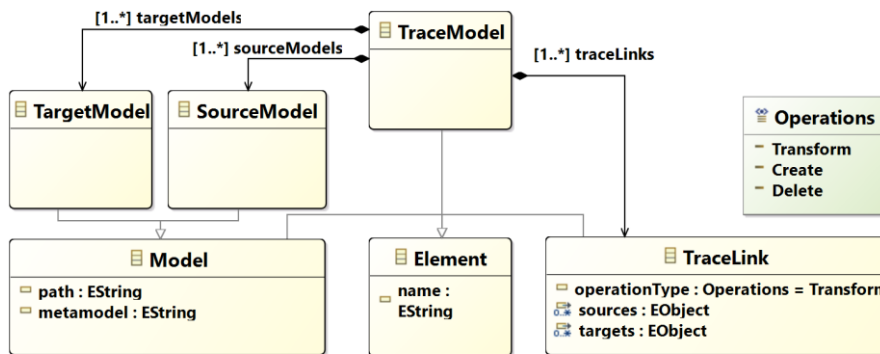 [1..*] targetModels
[1..*] sourceModels
TraceModel
[1..*] traceLinks
TargetModel
SourceModel
Operations
Transform
Create
Delete
Model
path : EString
metamodel : EString
Element
name :
EString
TraceLink
operationType : Operations = Transform
sources : EObject
targets : EObject